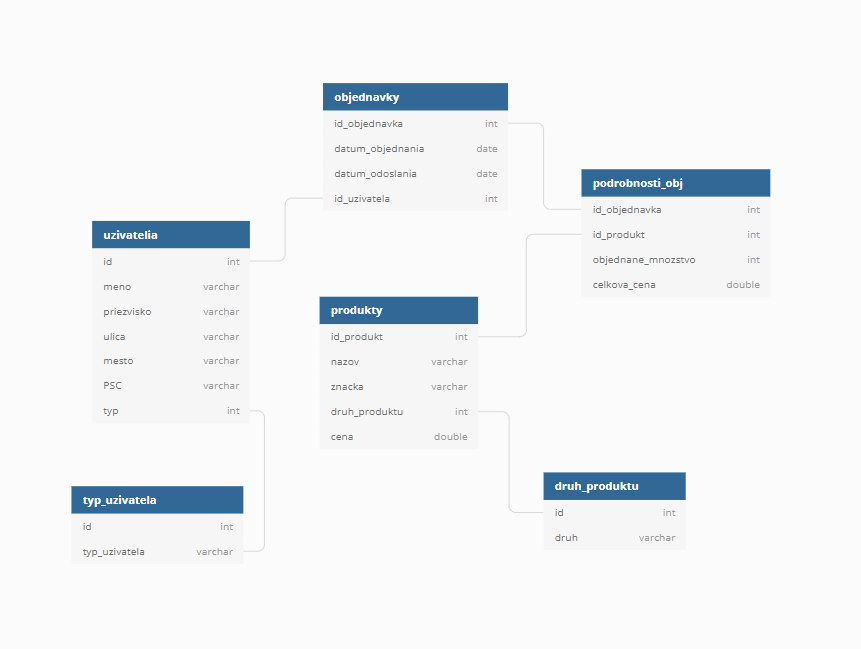 objednavky
id_objednavka int
datum_objednania date
datum_odoslania date
id_uzivatela int
podrobnosti_obj
id_objednavka int
id_produkt int
objednane_mnozstvo int
celkova_cena double
uzivatelia
id int
meno varchar
priezvisko varchar
ulica varchar
mesto varchar
PSC varchar
typ int
produkty
id_produkt int
nazov varchar
znacka varchar
druh_produktu int
cena double
typ_uzivatela
id int
typ_uzivatela varchar
druh_produktu
id int
druh varchar